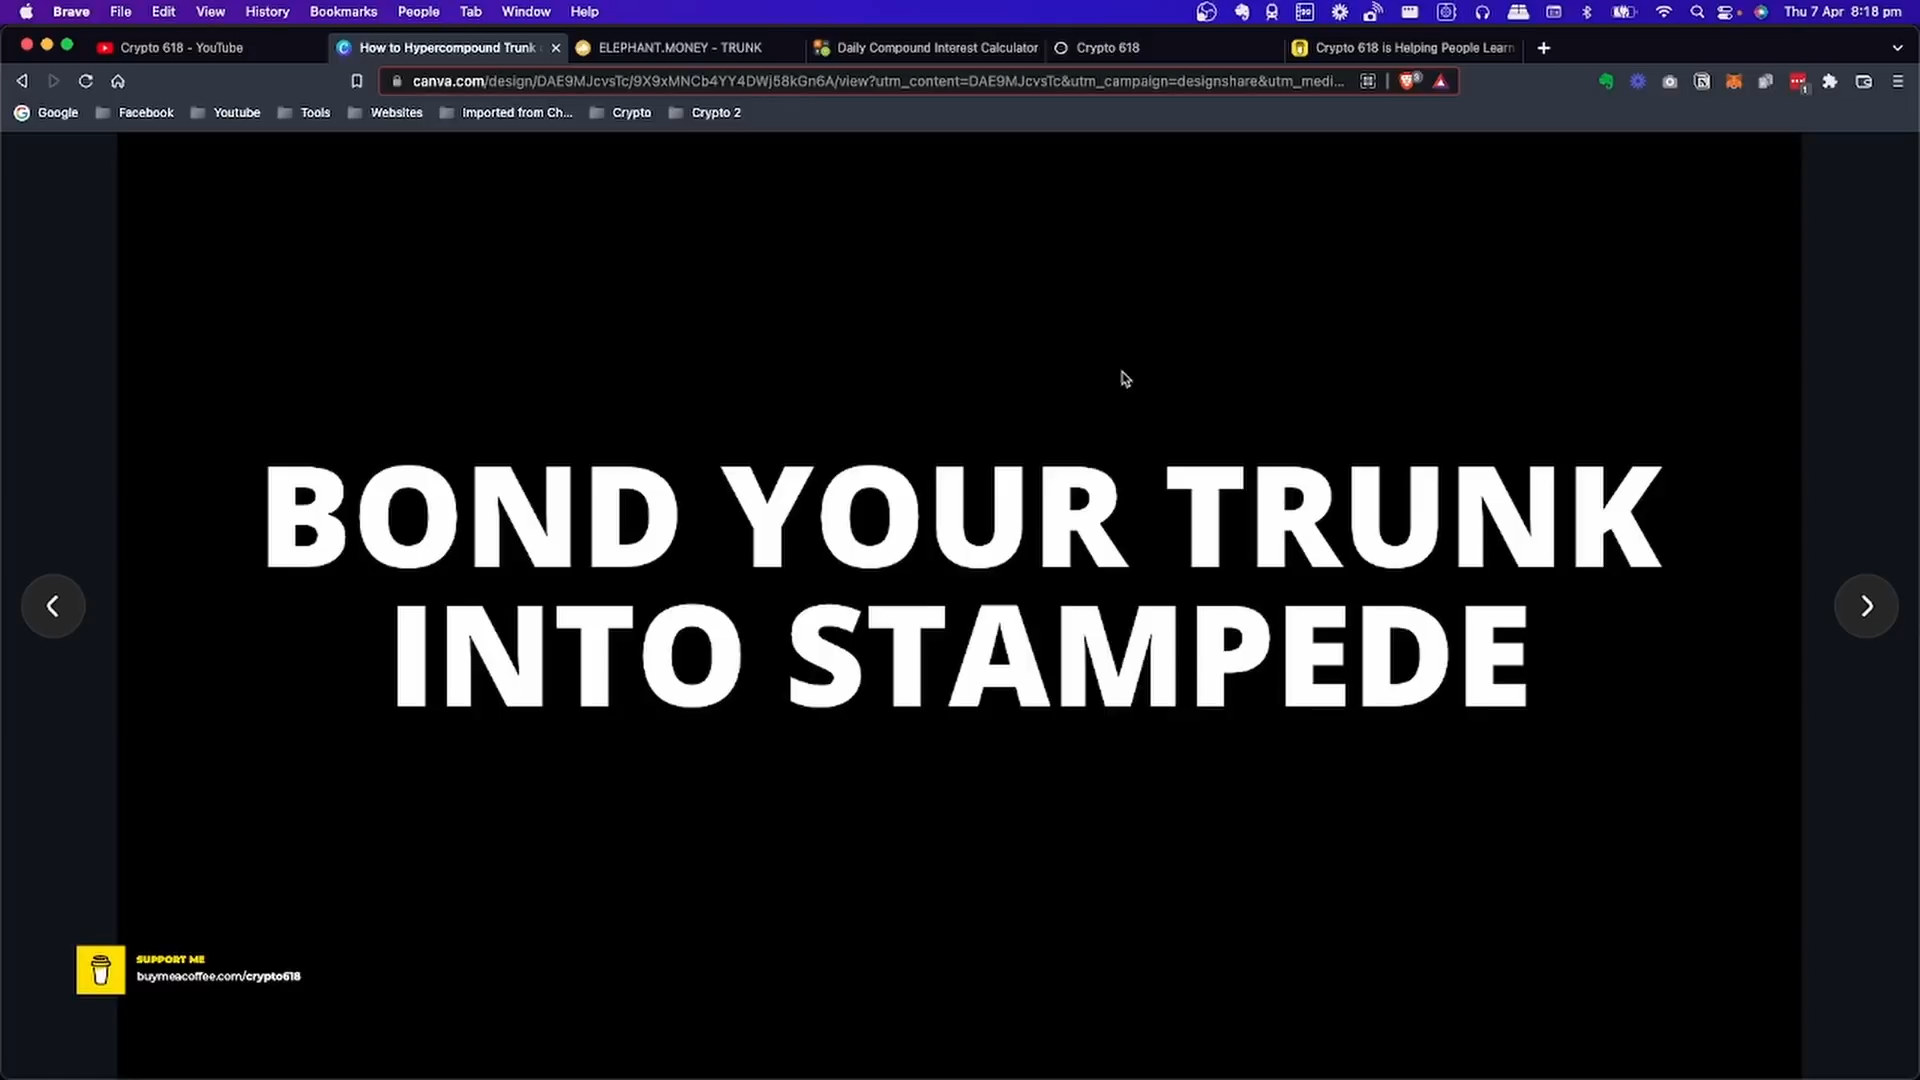 Brave File Edit View History Bookmarks People Tab Window Help Thu 7 Apr 8:18 pm
Crypto 618 - YouTube How to Hypercompound Trunk ELEPHANT.MONEY - TRUNK Daily Compound Interest Calculator Crypto 618 Crypto 618 is Helping People Learn
canva.com/design/DAE9MJcvsTc/9X9xMNCb4YY4DWj58kGn6A/view?utm_content=DAE9MJcvsTc&utm_campaign=designshare&utm_medi...
Google Facebook Youtube Tools Websites Imported from Ch... Crypto Crypto 2
BOND YOUR TRUNK
INTO STAMPEDE
SUPPORT ME
buymeacoffee.com/crypto618